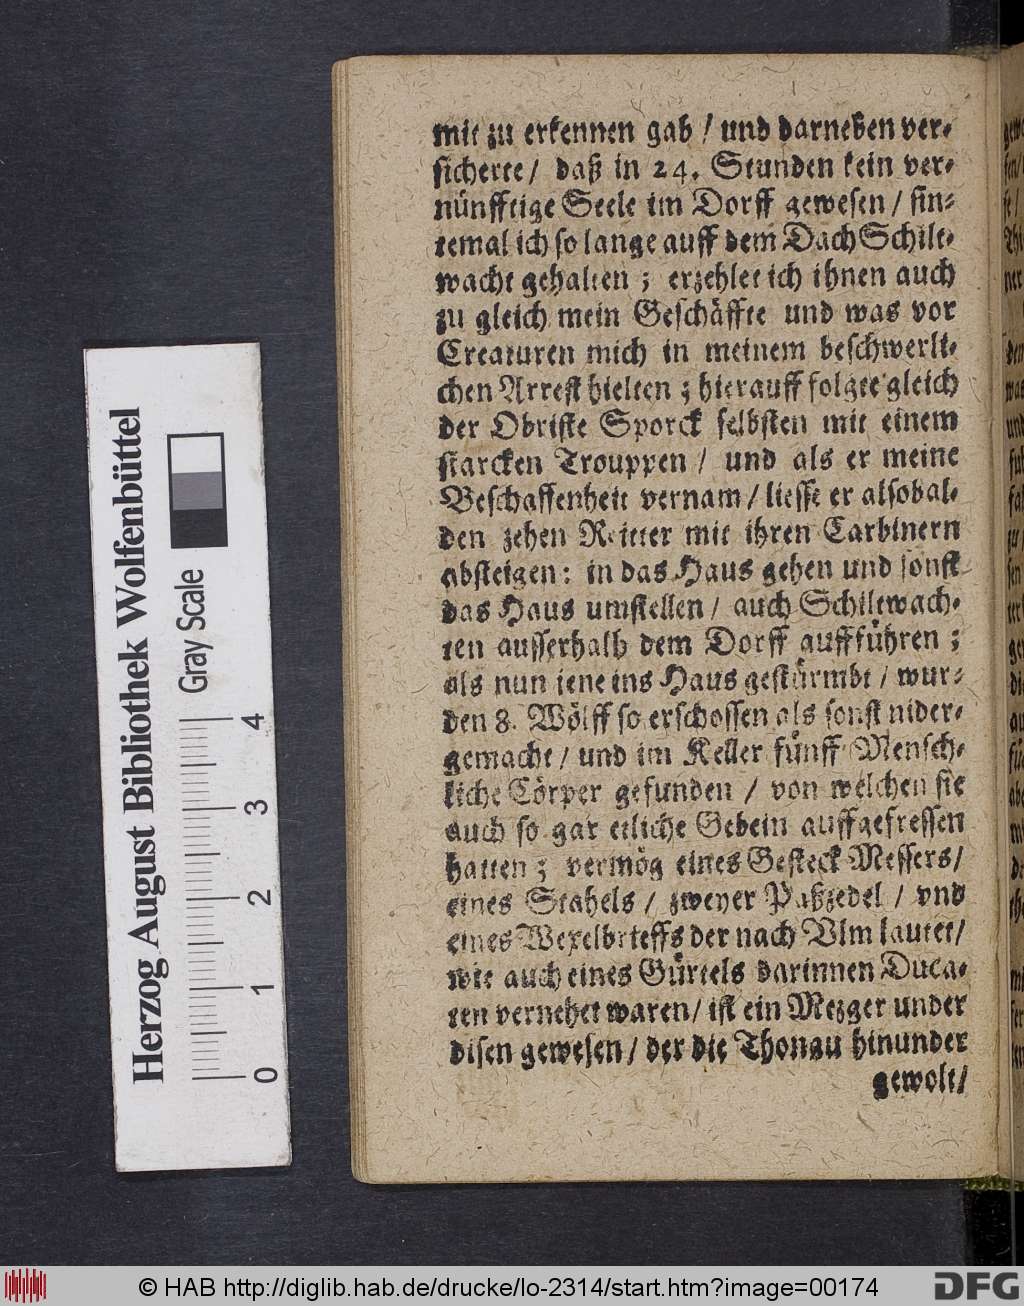 mit zu erkennen gab / und darneben ver-
sicherte / daß in 24. Stunden kein ver-
nünfftige Seele im Dorff gewesen / sin-
temal ich so lange auff dem Dach Schilt-
wacht gehalten ; erzehlet ich ihnen auch
zu gleich mein Geschäffte und was vor
Creaturen mich in meinem beschwerli-
chen Arrest hielten ; hierauff folgte gleich
der Obriste Sporck selbsten mit einem
starcken Trouppen / und als er meine
Beschaffenheit vernam / liesse er alsobal-
den zehen Reitter mit ihren Carbinern
absteigen: in das Haus gehen und sonst
das Haus umstellen / auch Schiltwach-
ten ausserhalb dem Dorff auffführen ;
als nun jene ins Haus gestürmbt / wur-
den 8. Wölff so erschossen als sonst nider-
gemacht / und im Keller fünff Mensch-
liche Cörper gefunden / von welchen sie
auch so gar etliche Gebein auffgefressen
hatten ; vermög eines Gesteck-Messers /
eines Stahels / zweyer Paßzedel / vnd
eines Wexelbrieffs der nach Vlm lautet /
wie auch eines Gürtels darinnen Duca-
ten vernehet waren / ist ein Mezger under
disen gewesen / der die Thonau hinunder
gewolt /
Herzog August Bibliothek Wolfenbüttel
Gray Scale
0 1 2 3 4
© HAB http://diglib.hab.de/drucke/lo-2314/start.htm?image=00174
DFG